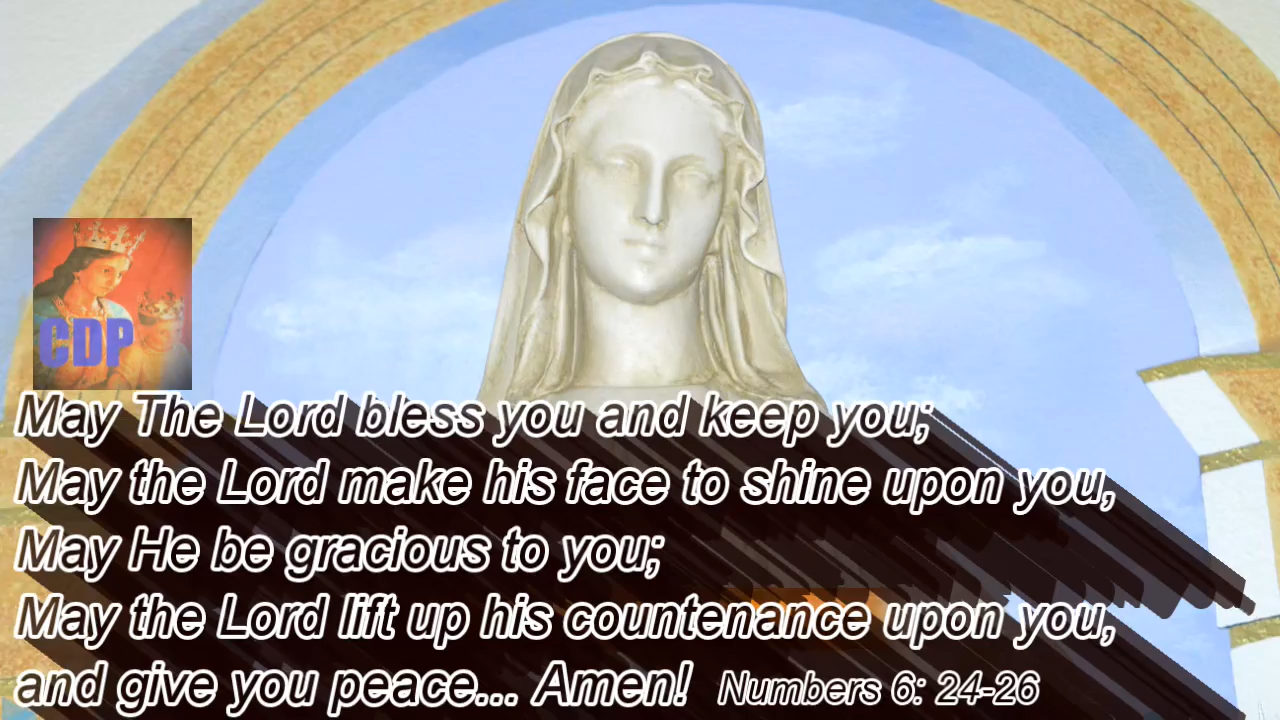 CDP
May The Lord bless you and keep you;
May the Lord make his face to shine upon you,
May He be gracious to you;
May the Lord lift up his countenance upon you,
and give you peace... Amen! Numbers 6: 24-26